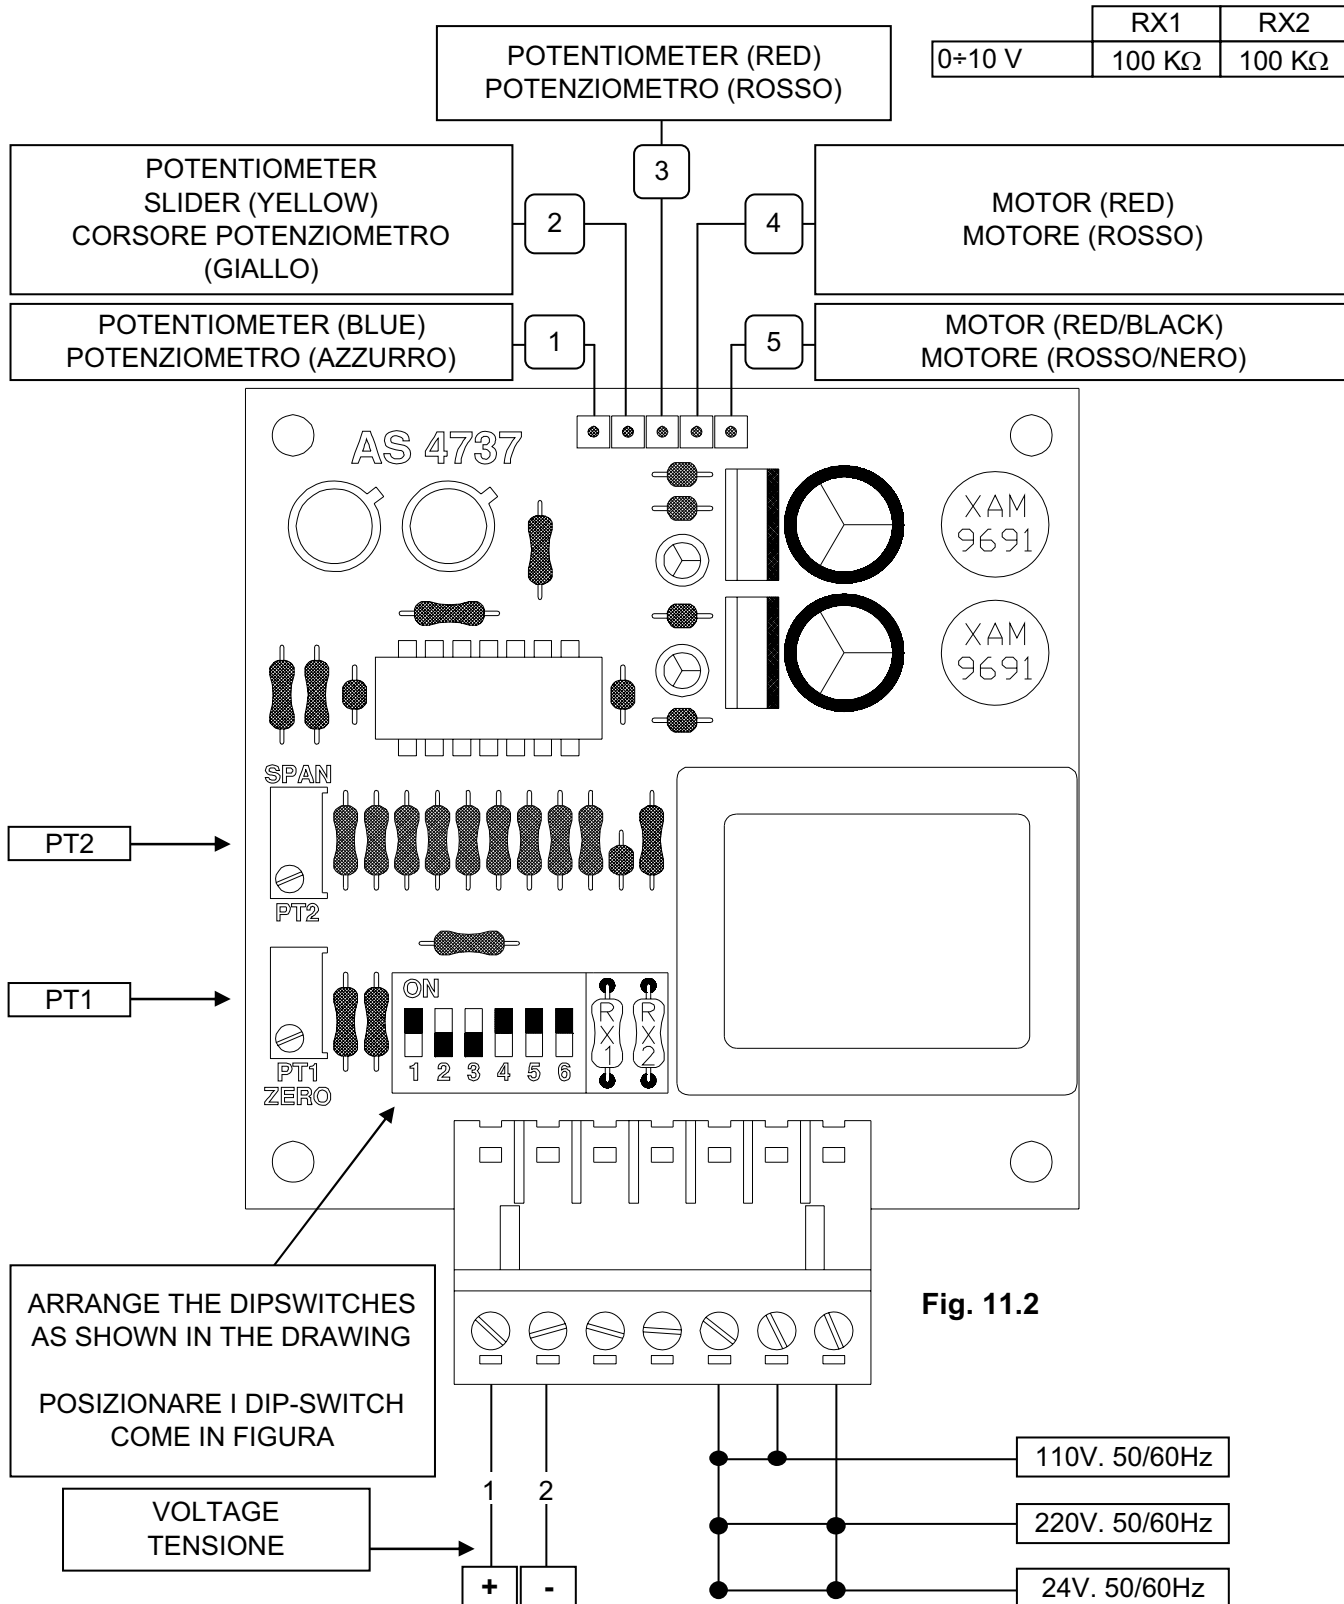 RX1 RX2
0÷10 V 100 KΩ 100 KΩ
POTENTIOMETER (RED)
POTENZIOMETRO (ROSSO)
3
POTENTIOMETER
SLIDER (YELLOW)
CORSORE POTENZIOMETRO
(GIALLO)
2
4
MOTOR (RED)
MOTORE (ROSSO)
POTENTIOMETER (BLUE)
POTENZIOMETRO (AZZURRO)
1
5
MOTOR (RED/BLACK)
MOTORE (ROSSO/NERO)
AS 4737
XAM
9691
XAM
9691
SPAN
PT2
PT2
PT1
PT1
ZERO
ON
1 2 3 4 5 6
RX1
RX2
ARRANGE THE DIPSWITCHES
AS SHOWN IN THE DRAWING
POSIZIONARE I DIP-SWITCH
COME IN FIGURA
Fig. 11.2
1 2
VOLTAGE
TENSIONE
+ -
110V. 50/60Hz
220V. 50/60Hz
24V. 50/60Hz